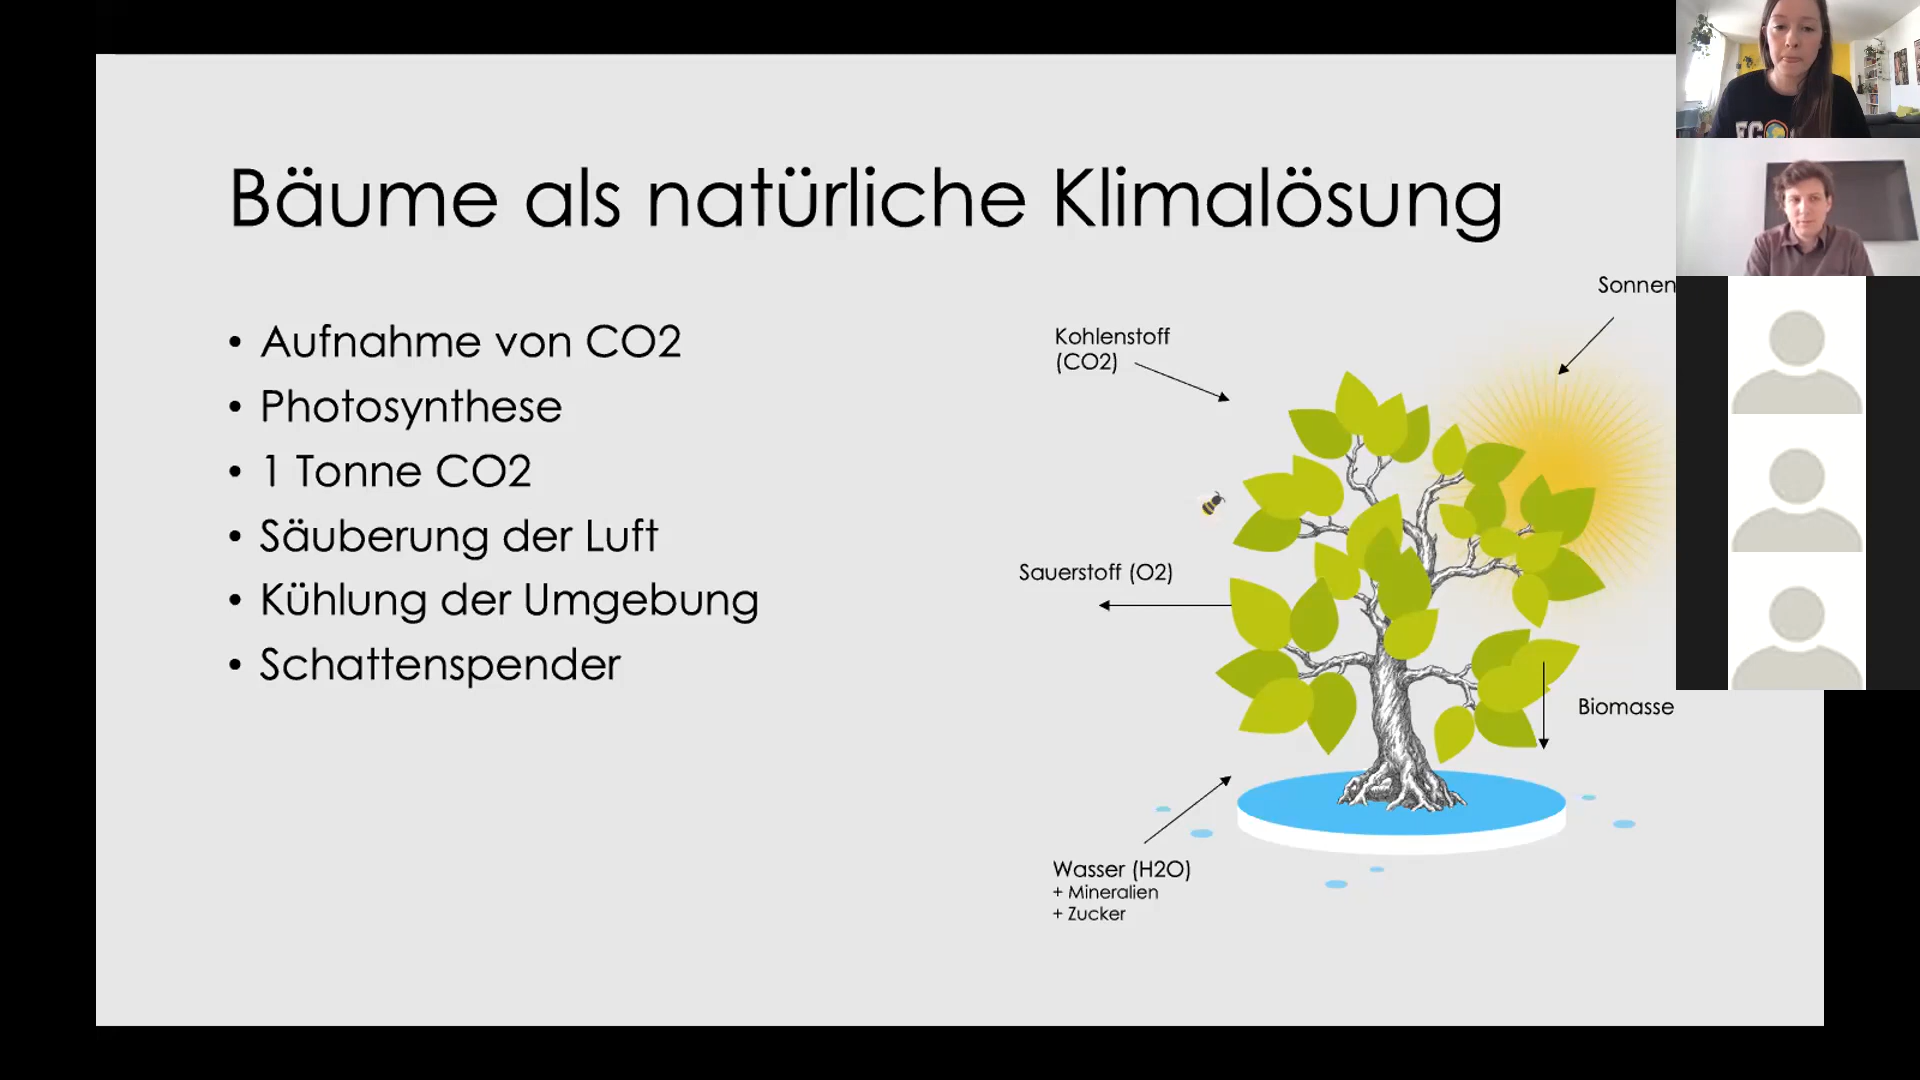 Bäume als natürliche Klimalösung
• Aufnahme von CO2
• Photosynthese
• 1 Tonne CO2
• Säuberung der Luft
• Kühlung der Umgebung
• Schattenspender
Sonnen
Kohlenstoff
(CO2)
Sauerstoff (O2)
Biomasse
Wasser (H2O)
+ Mineralien
+ Zucker